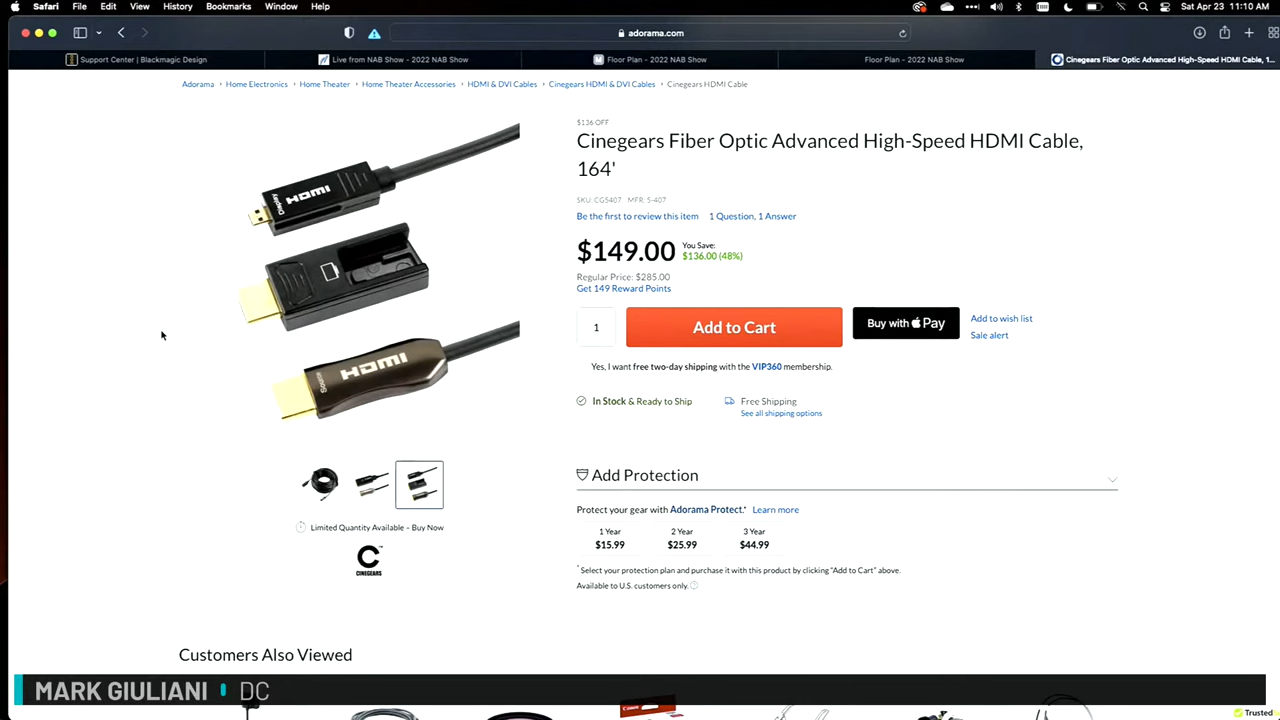 Safari File Edit View History Bookmarks Window Help Sat Apr 23 11:10 AM
adorama.com
Support Center | Blackmagic Design Live from NAB Show - 2022 NAB Show Floor Plan - 2022 NAB Show Floor Plan - 2022 NAB Show Cinegears Fiber Optic Advanced High-Speed HDMI Cable, 1...
Adorama › Home Electronics › Home Theater › Home Theater Accessories › HDMI & DVI Cables › Cinegears HDMI & DVI Cables › Cinegears HDMI Cable
$136 OFF
Cinegears Fiber Optic Advanced High-Speed HDMI Cable,
164'
SKU: CG5407 MFR: 5-407
Be the first to review this item 1 Question, 1 Answer
$149.00 You Save:
$136.00 (48%)
Regular Price: $285.00
Get 149 Reward Points
1 Add to Cart Buy with Pay Add to wish list
Sale alert
Yes, I want free two-day shipping with the VIP360 membership.
In Stock & Ready to Ship Free Shipping
See all shipping options
Display HDMI
Source HDMI
Limited Quantity Available - Buy Now
C
CINEGEARS
Add Protection
Protect your gear with Adorama Protect.* Learn more
1 Year 2 Year 3 Year
$15.99 $25.99 $44.99
* Select your protection plan and purchase it with this product by clicking "Add to Cart" above.
Available to U.S. customers only.
Customers Also Viewed
MARK GIULIANI DC
Canon
Trusted